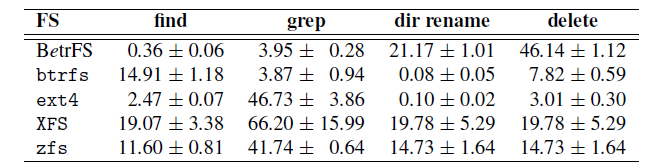 FS find grep dir rename delete
BetrFS 0.36 ± 0.06 3.95 ± 0.28 21.17 ± 1.01 46.14 ± 1.12
btrfs 14.91 ± 1.18 3.87 ± 0.94 0.08 ± 0.05 7.82 ± 0.59
ext4 2.47 ± 0.07 46.73 ± 3.86 0.10 ± 0.02 3.01 ± 0.30
XFS 19.07 ± 3.38 66.20 ± 15.99 19.78 ± 5.29 19.78 ± 5.29
zfs 11.60 ± 0.81 41.74 ± 0.64 14.73 ± 1.64 14.73 ± 1.64